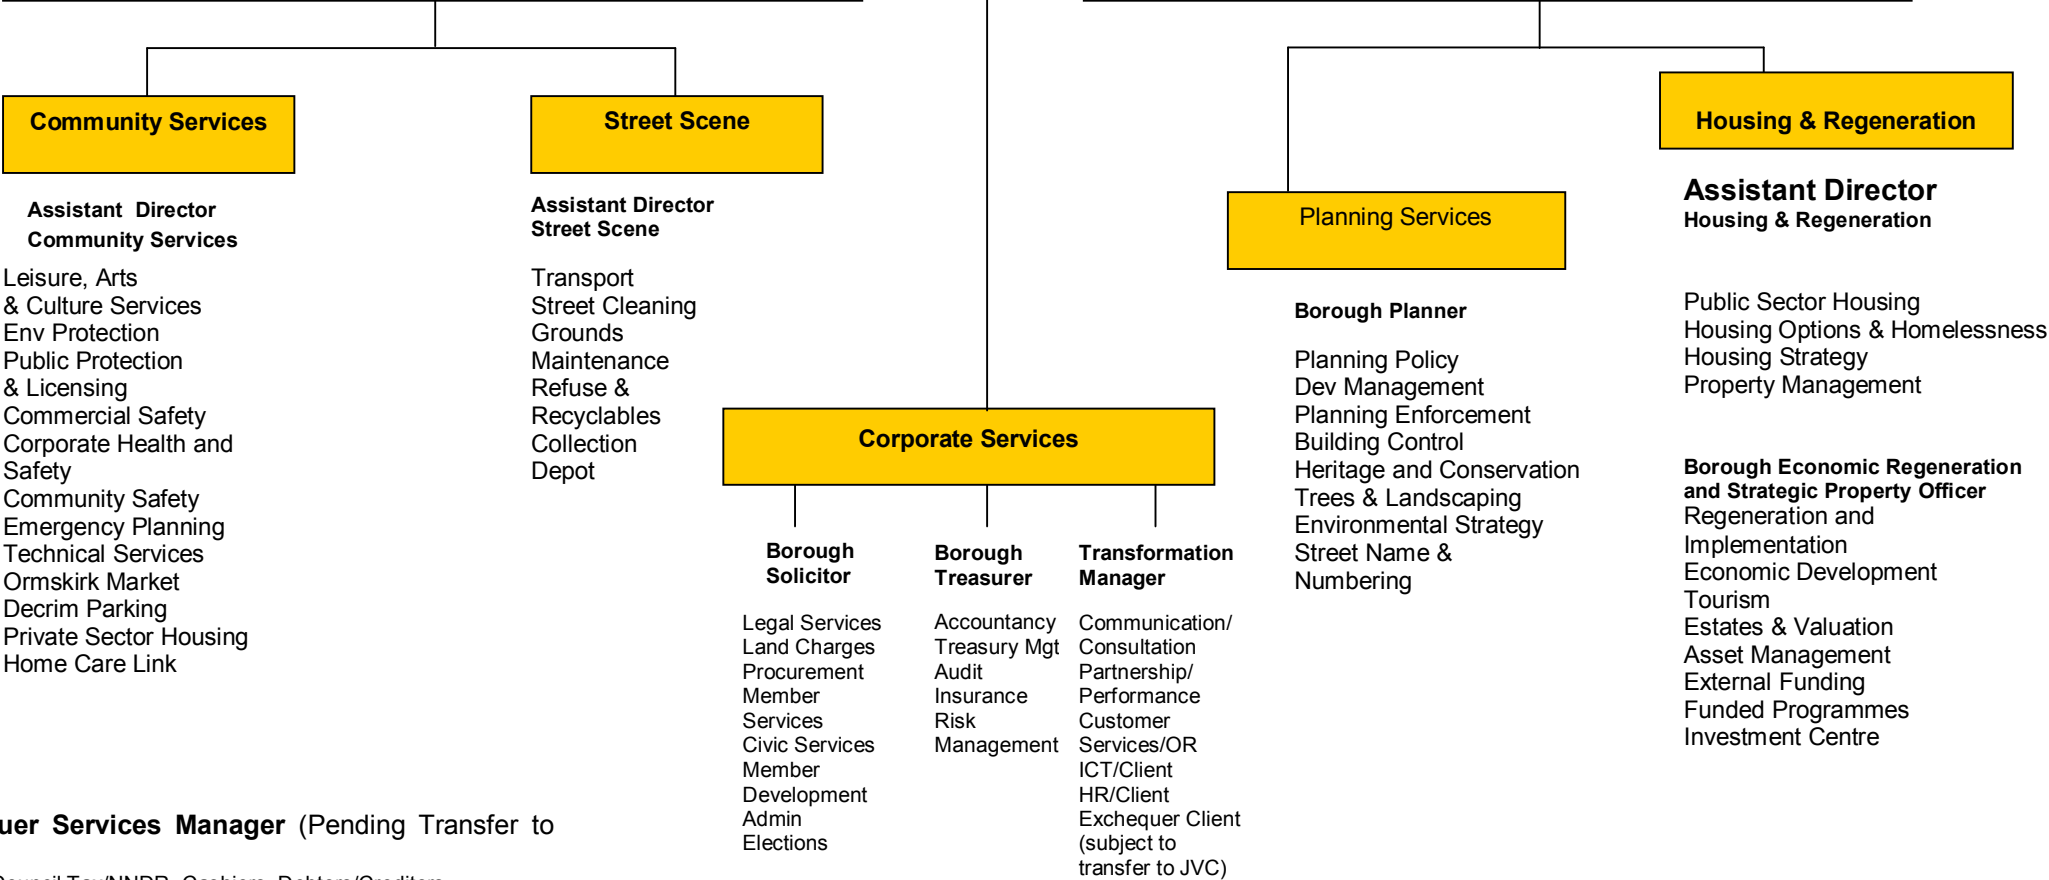 Community Services
Assistant Director
Community Services
Leisure, Arts
& Culture Services
Env Protection
Public Protection
& Licensing
Commercial Safety
Corporate Health and
Safety
Community Safety
Emergency Planning
Technical Services
Ormskirk Market
Decrim Parking
Private Sector Housing
Home Care Link
Street Scene
Assistant Director
Street Scene
Transport
Street Cleaning
Grounds
Maintenance
Refuse &
Recyclables
Collection
Depot
Corporate Services
Borough
Solicitor
Legal Services
Land Charges
Procurement
Member
Services
Civic Services
Member
Development
Admin
Elections
Borough
Treasurer
Accountancy
Treasury Mgt
Audit
Insurance
Risk
Management
Transformation
Manager
Communication/
Consultation
Partnership/
Performance
Customer
Services/OR
ICT/Client
HR/Client
Exchequer Client
(subject to
transfer to JVC)
Planning Services
Borough Planner
Planning Policy
Dev Management
Planning Enforcement
Building Control
Heritage and Conservation
Trees & Landscaping
Environmental Strategy
Street Name &
Numbering
Housing & Regeneration
Assistant Director
Housing & Regeneration
Public Sector Housing
Housing Options & Homelessness
Housing Strategy
Property Management
Borough Economic Regeneration
and Strategic Property Officer
Regeneration and
Implementation
Economic Development
Tourism
Estates & Valuation
Asset Management
External Funding
Funded Programmes
Investment Centre
uer Services Manager (Pending Transfer to